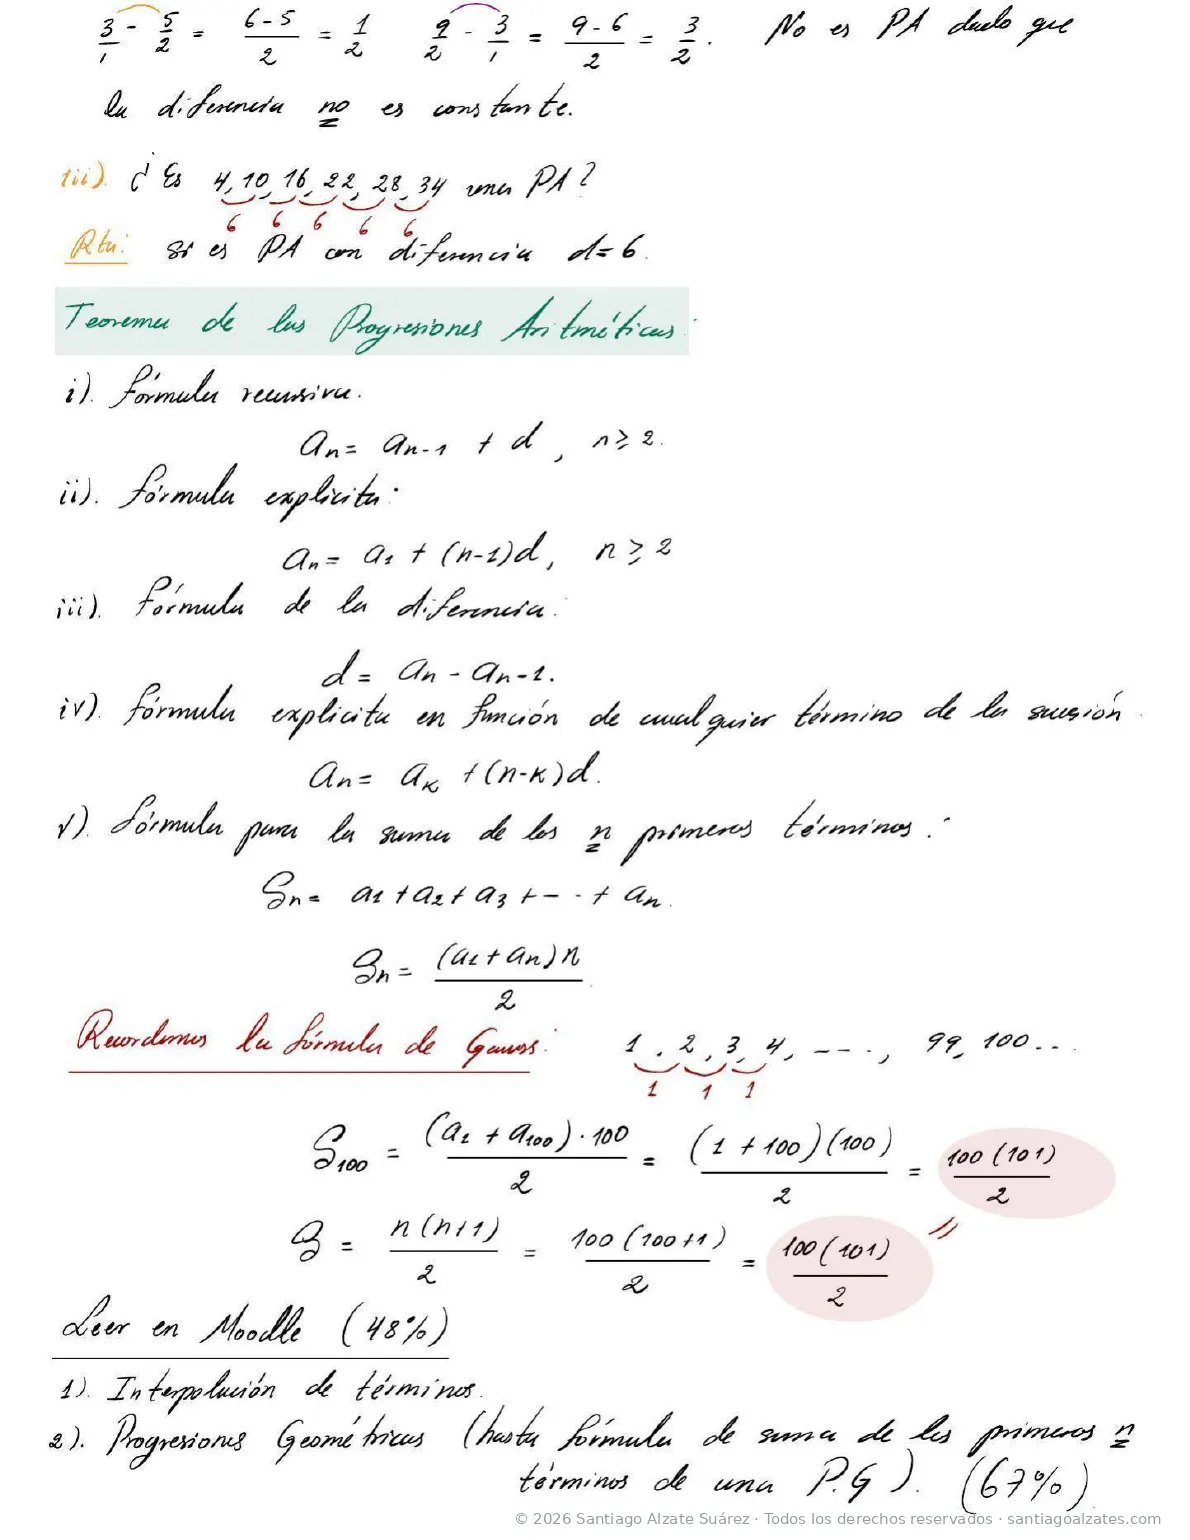 3/1 - 5/2 = (6-5)/2 = 1/2   9/2 - 3/1 = (9-6)/2 = 3/2. No es PA dado que
la diferencia no es constante.
iii). ¿Es 4, 10, 16, 22, 28, 34 una PA?
6 6 6 6 6
Rta: si es PA con diferencia d=6.
Teorema de las Progresiones Aritméticas:
i). fórmula recursiva.
an = an-1 + d, n≥2.
ii). fórmula explicita:
an = a1 + (n-1)d, n≥2
iii). Fórmula de la diferencia:
d = an - an-1.
iv). fórmula explicita en función de cualquier término de la sucesión.
an = aK + (n-K)d.
v). fórmula para la suma de los n primeros términos:
Sn = a1 + a2 + a3 + - - · + an.
Sn = (a1 + an)n/2.
Recordemos la fórmula de Gauss: 1, 2, 3, 4, - - - ·, 99, 100...
1 1 1
S100 = (a1 + a100)·100/2 = (1 + 100)(100)/2 = 100(101)/2
S = n(n+1)/2 = 100(100+1)/2 = 100(101)/2
Leer en Moodle (48%)
1). Interpolación de términos.
2). Progresiones Geométricas (hasta fórmula de suma de los primeros n
términos de una P.G). (67%)
© 2026 Santiago Alzate Suárez · Todos los derechos reservados · santiagoalzates.com